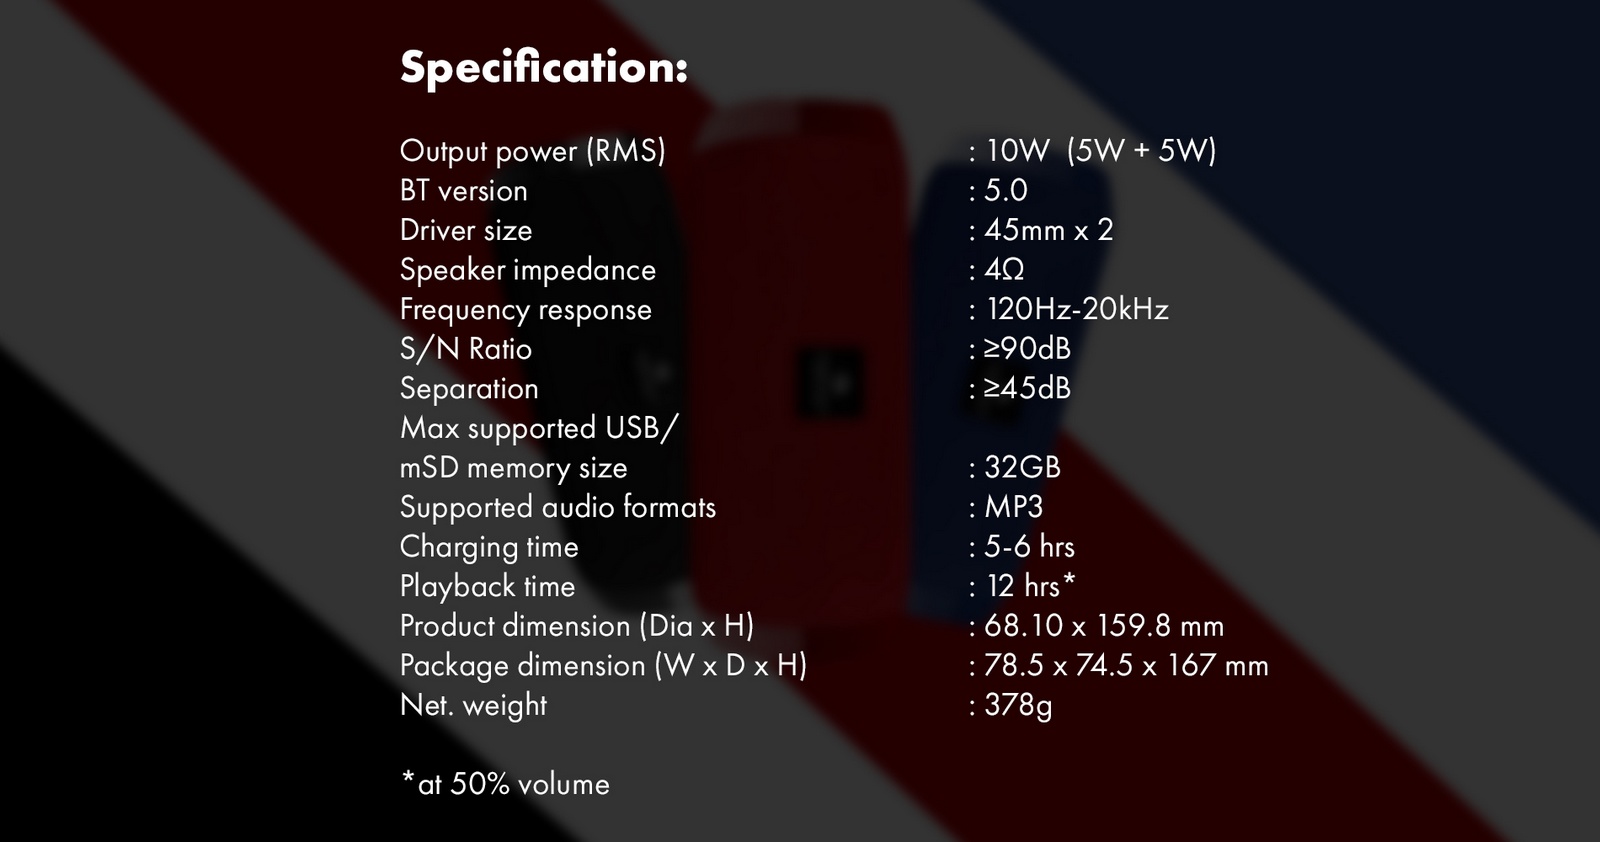 Specification:
Output power (RMS) : 10W (5W + 5W)
BT version : 5.0
Driver size : 45mm x 2
Speaker impedance : 4Ω
Frequency response : 120Hz-20kHz
S/N Ratio : ≥90dB
Separation : ≥45dB
Max supported USB/
mSD memory size : 32GB
Supported audio formats : MP3
Charging time : 5-6 hrs
Playback time : 12 hrs*
Product dimension (Dia x H) : 68.10 x 159.8 mm
Package dimension (W x D x H) : 78.5 x 74.5 x 167 mm
Net. weight : 378g
*at 50% volume